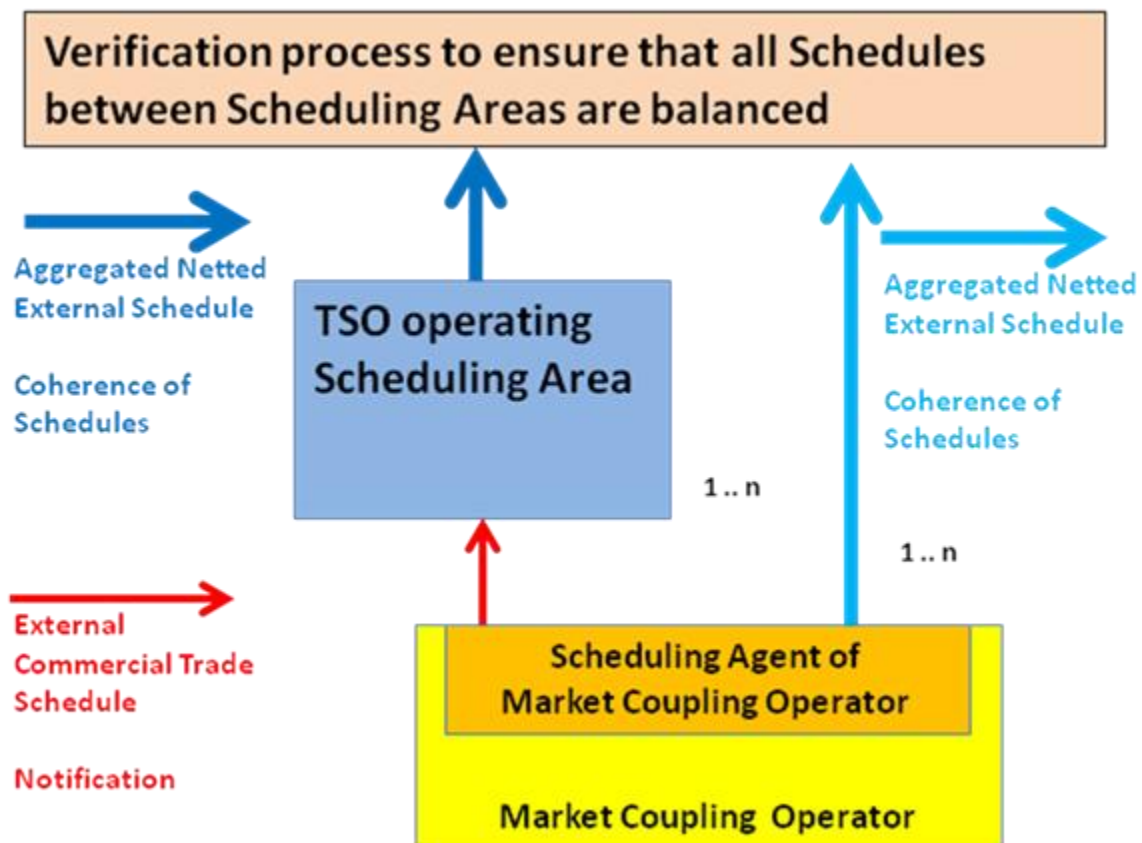 Verification process to ensure that all Schedules
between Scheduling Areas are balanced
Aggregated Netted
External Schedule
Coherence of
Schedules
TSO operating
Scheduling Area
Aggregated Netted
External Schedule
Coherence of
Schedules
1 .. n
1 .. n
External
Commercial Trade
Schedule
Notification
Scheduling Agent of
Market Coupling Operator
Market Coupling Operator